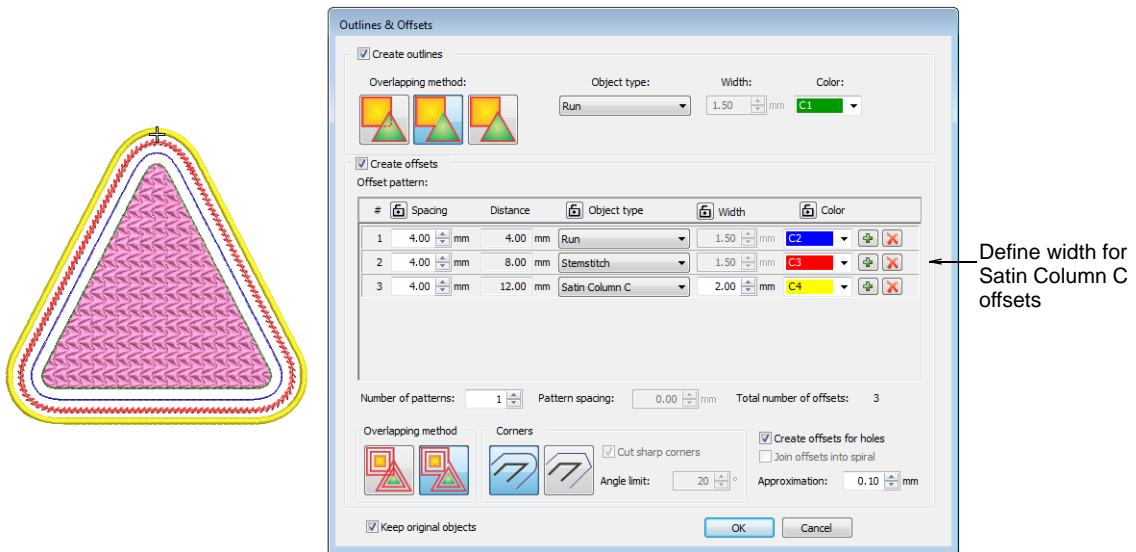 Outlines & Offsets
Create outlines
Overlapping method: Object type: Width: Color:
Run 1.50 mm C1
Create offsets
Offset pattern:
# Spacing Distance Object type Width Color
1 4.00 mm 4.00 mm Run 1.50 mm C2
2 4.00 mm 8.00 mm Stemstitch 1.50 mm C3
3 4.00 mm 12.00 mm Satin Column C 2.00 mm C4
Define width for
Satin Column C
offsets
Number of patterns: 1 Pattern spacing: 0.00 mm Total number of offsets: 3
Overlapping method Corners
Cut sharp corners
Angle limit: 20 °
Create offsets for holes
Join offsets into spiral
Approximation: 0.10 mm
Keep original objects OK Cancel